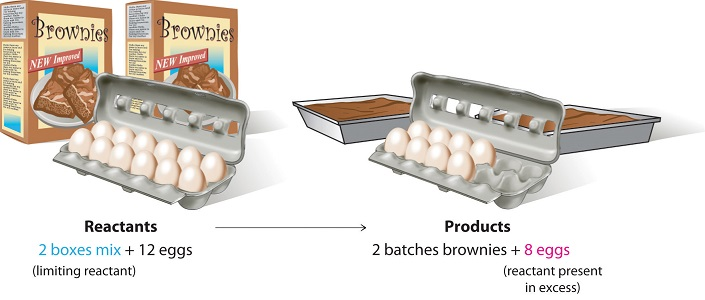 Brownies
NEW Improved
Brownies
NEW Improved
Reactants
Products
2 boxes mix + 12 eggs
(limiting reactant)
2 batches brownies + 8 eggs
(reactant present
in excess)